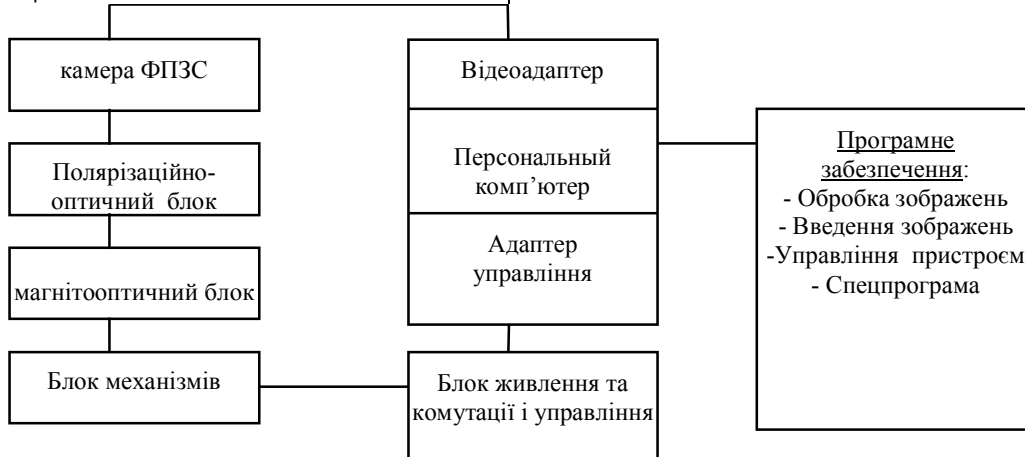 камера ФПЗС
Полярізаційно-
оптичний блок
магнітооптичний блок
Блок механізмів
Відеоадаптер
Персональный
комп’ютер
Адаптер
управління
Блок живлення та
комутації і управління
Програмне
забезпечення:
- Обробка зображень
- Введення зображень
-Управління пристроєм
- Спецпрограма